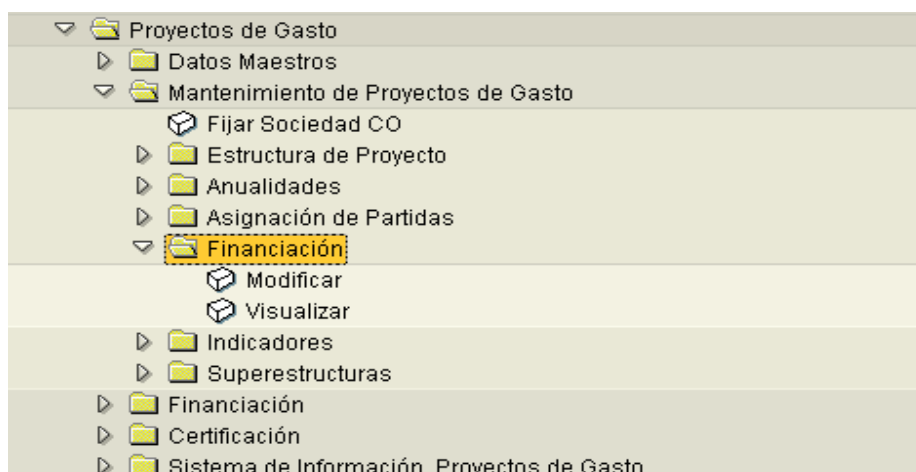 Proyectos de Gasto
Datos Maestros
Mantenimiento de Proyectos de Gasto
Fijar Sociedad CO
Estructura de Proyecto
Anualidades
Asignación de Partidas
Financiación
Modificar
Visualizar
Indicadores
Superestructuras
Financiación
Certificación
Sistema de Información Proyectos de Gasto